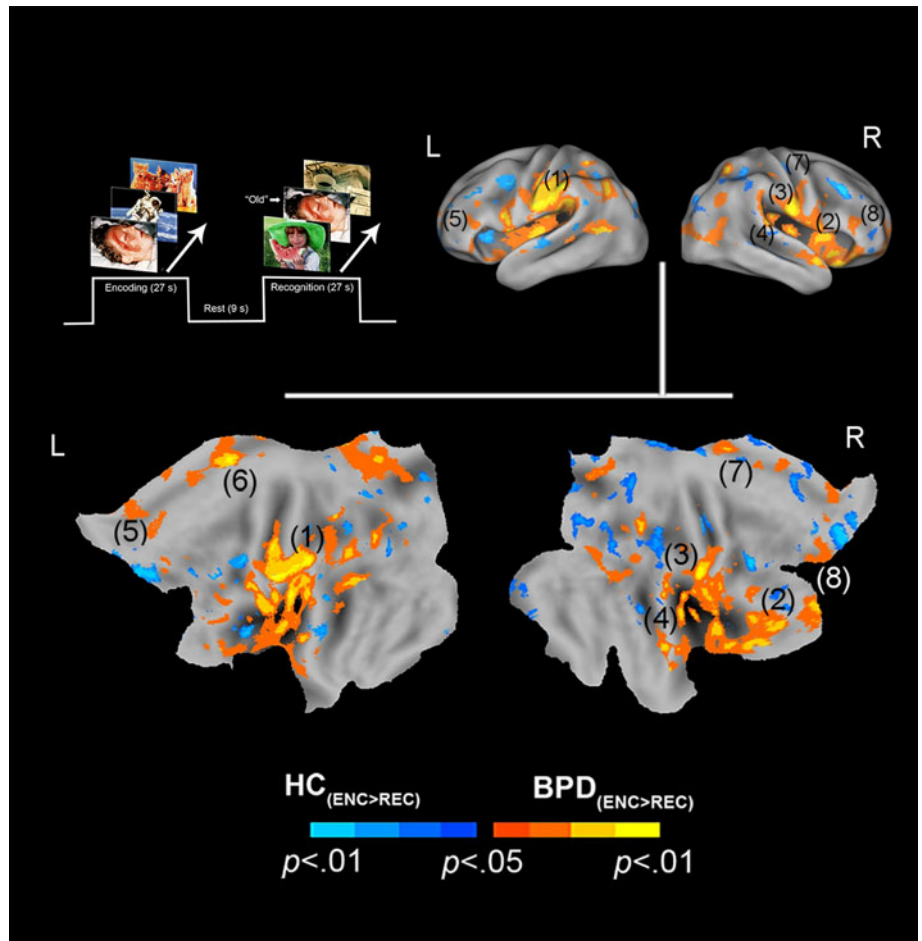 L
R
"Old"
Encoding (27 s)
Rest (9 s)
Recognition (27 s)
(1)
(5)
(7)
(3)
(2)
(4)
(8)
L
R
(6)
(5)
(1)
(7)
(3)
(2)
(4)
(8)
HC(ENC>REC)
BPD(ENC>REC)
p<.01
p<.05
p<.01